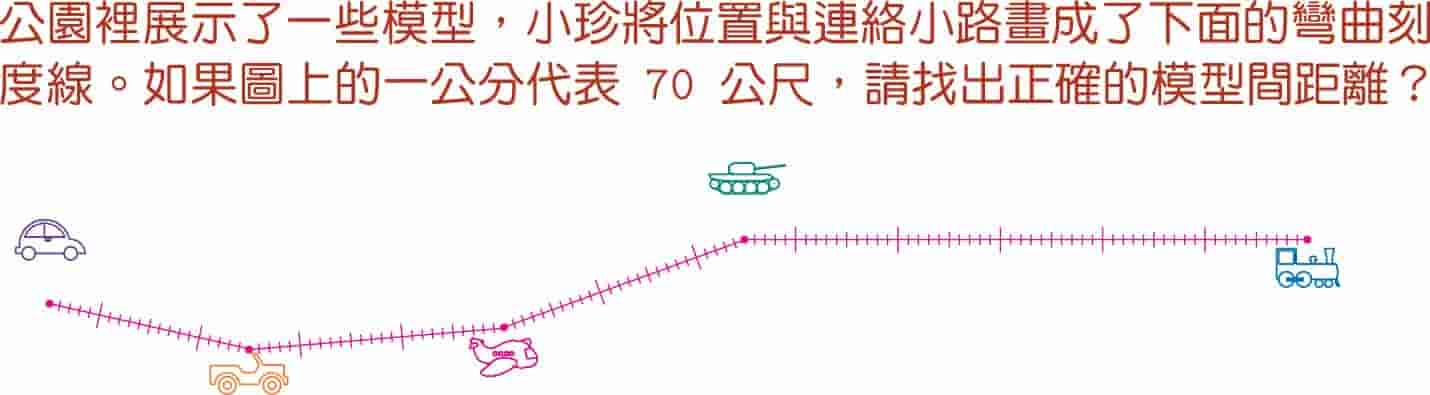 公園裡展示了一些模型，小珍將位置與連絡小路畫成了下面的彎曲刻
度線。如果圖上的一公分代表 70 公尺，請找出正確的模型間距離？